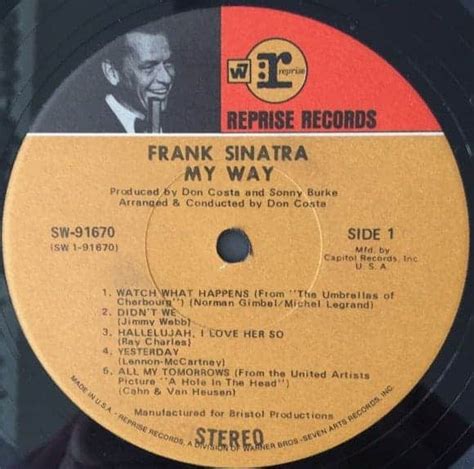 W7
r: reprise
REPRISE RECORDS
FRANK SINATRA
MY WAY
Produced by Don Costa and Sonny Burke
Arranged & Conducted by Don Costa
SW-91670
(SW 1-91670)
SIDE 1
Mfd. by
Capitol Records, Inc.
U. S. A.
1. WATCH WHAT HAPPENS (From "The Umbrellas of
Cherbourg") (Norman Gimbel/Michel Legrand)
2. DIDN'T WE
(Jimmy Webb)
3. HALLELUJAH, I LOVE HER SO
(Ray Charles)
4. YESTERDAY
(Lennon-McCartney)
5. ALL MY TOMORROWS (From the United Artists
Picture "A Hole In The Head")
(Cahn & Van Heusen)
Manufactured for Bristol Productions
STEREO
MADE IN U.S.A. - REPRISE RECORDS, A DIVISION OF WARNER BROS.-SEVEN ARTS RECORDS, INC.